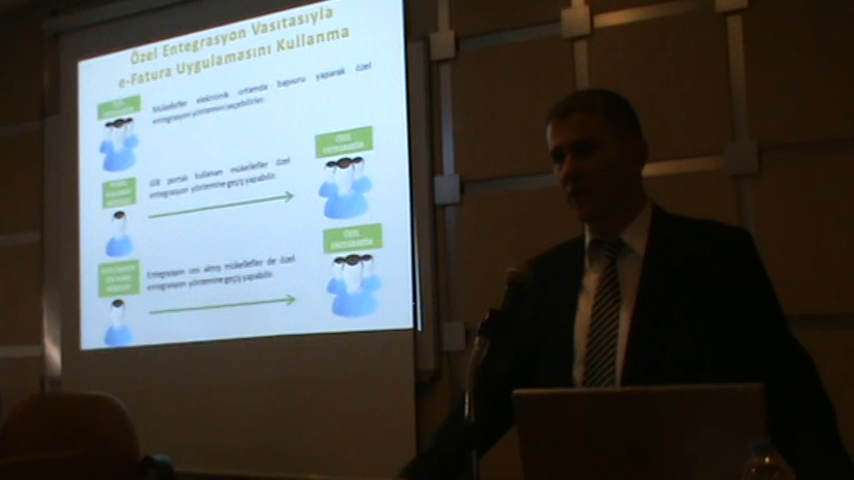 Özel Entegrasyon Vasıtasıyla
e-Fatura Uygulamasını Kullanma
ÖZEL
ENTEGRATÖR
Mükellefler elektronik ortamda başvuru yaparak özel
entegrasyon yöntemini seçebilirler.
GİB portalı kullanan mükellefler özel
entegrasyon yöntemine geçiş yapabilir.
ÖZEL
ENTEGRATÖR
Entegrasyon izni almış mükellefler de özel
entegrasyon yöntemine geçiş yapabilir.
ÖZEL
ENTEGRATÖR